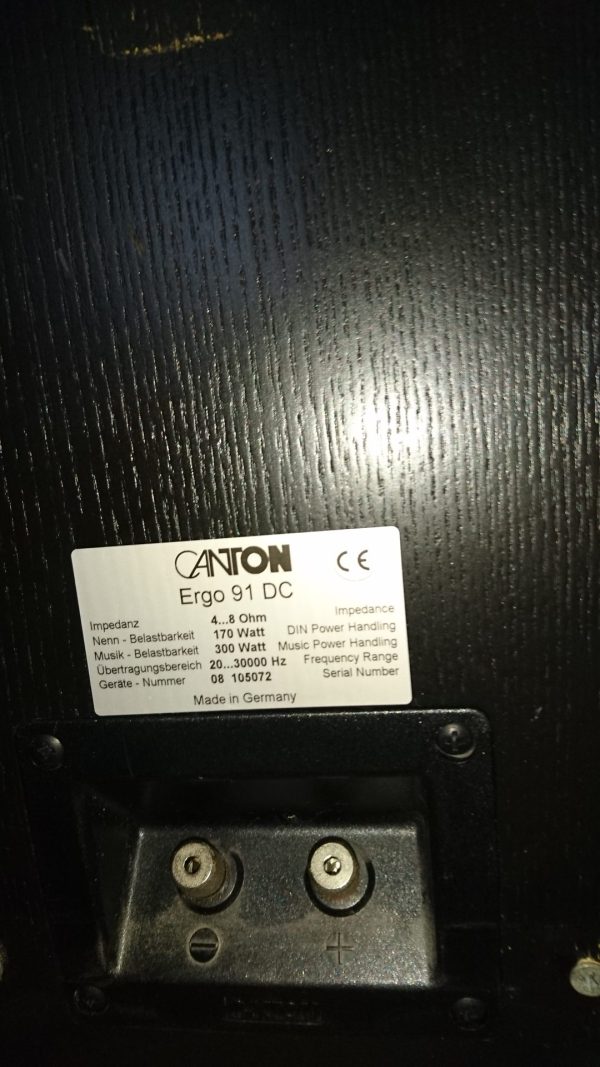 CANTON CE
Ergo 91 DC
Impedanz 4...8 Ohm Impedance
Nenn - Belastbarkeit 170 Watt DIN Power Handling
Musik - Belastbarkeit 300 Watt Music Power Handling
Übertragungsbereich 20...30000 Hz Frequency Range
Geräte - Nummer 08 105072 Serial Number
Made in Germany
- +